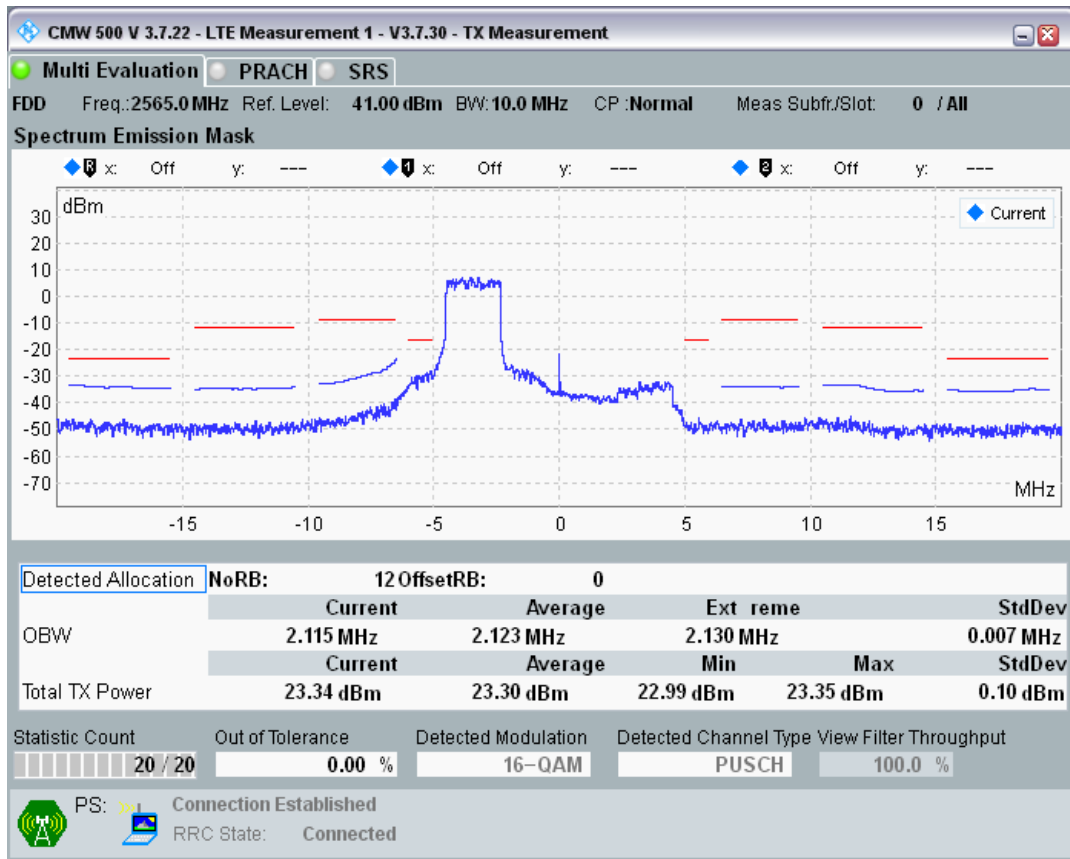 CMW 500 V 3.7.22 - LTE Measurement 1 - V3.7.30 - TX Measurement
Multi Evaluation PRACH SRS
FDD Freq.:2565.0 MHz Ref. Level: 41.00 dBm BW:10.0 MHz CP :Normal Meas Subfr./Slot: 0 / All
Spectrum Emission Mask
R x: Off y: --- 1 x: Off y: --- 2 x: Off y: ---
dBm
Current
30
20
10
0
-10
-20
-30
-40
-50
-60
-70
MHz
-15 -10 -5 0 5 10 15
Detected Allocation NoRB: 12 OffsetRB: 0
Current Average Ext reme StdDev
OBW 2.115 MHz 2.123 MHz 2.130 MHz 0.007 MHz
Current Average Min Max StdDev
Total TX Power 23.34 dBm 23.30 dBm 22.99 dBm 23.35 dBm 0.10 dBm
Statistic Count Out of Tolerance Detected Modulation Detected Channel Type View Filter Throughput
20 / 20 0.00 % 16-QAM PUSCH 100.0 %
PS: Connection Established
RRC State: Connected